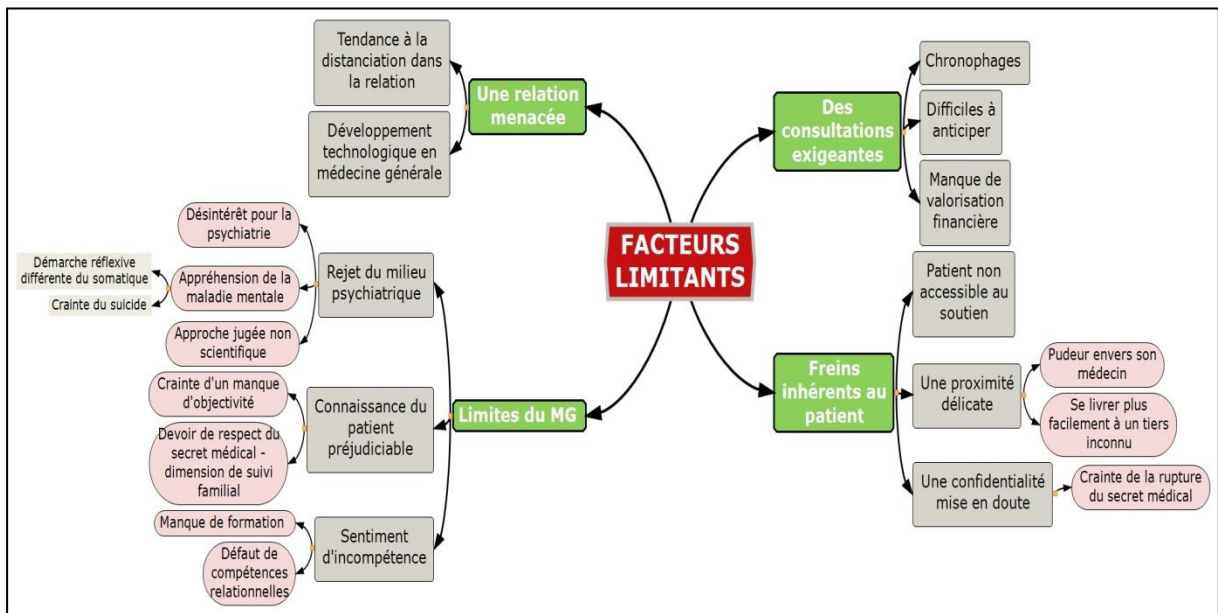 FACTEURS
LIMITANTS
Une relation
menacée
Tendance à la
distanciation dans
la relation
Développement
technologique en
médecine générale
Des
consultations
exigeantes
Chronophages
Difficiles à
anticiper
Manque de
valorisation
financière
Freins
inhérents au
patient
Patient non
accessible au
soutien
Une proximité
délicate
Pudeur envers son
médecin
Se livrer plus
facilement à un tiers
inconnu
Une confidentialité
mise en doute
Crainte de la rupture
du secret médical
Limites du MG
Rejet du milieu
psychiatrique
Désintérêt pour la
psychiatrie
Appréhension de la
maladie mentale
Démarche réflexive
différente du somatique
Crainte du suicide
Approche jugée non
scientifique
Connaissance du
patient
préjudiciable
Crainte d'un manque
d'objectivité
Devoir de respect du
secret médical -
dimension de suivi
familial
Sentiment
d'incompétence
Manque de formation
Défaut de
compétences
relationnelles